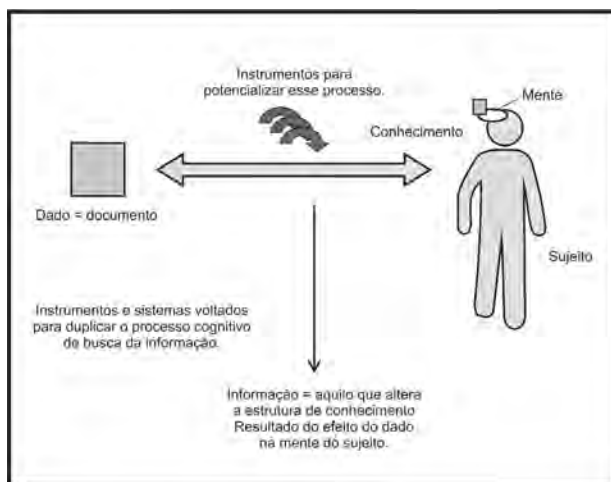 Instrumentos para
potencializar esse processo.
Mente
Conhecimento
Dado = documento
Sujeito
Instrumentos e sistemas voltados
para duplicar o processo cognitivo
de busca da informação.
Informação = aquilo que altera
a estrutura de conhecimento
Resultado do efeito do dado
na mente do sujeito.